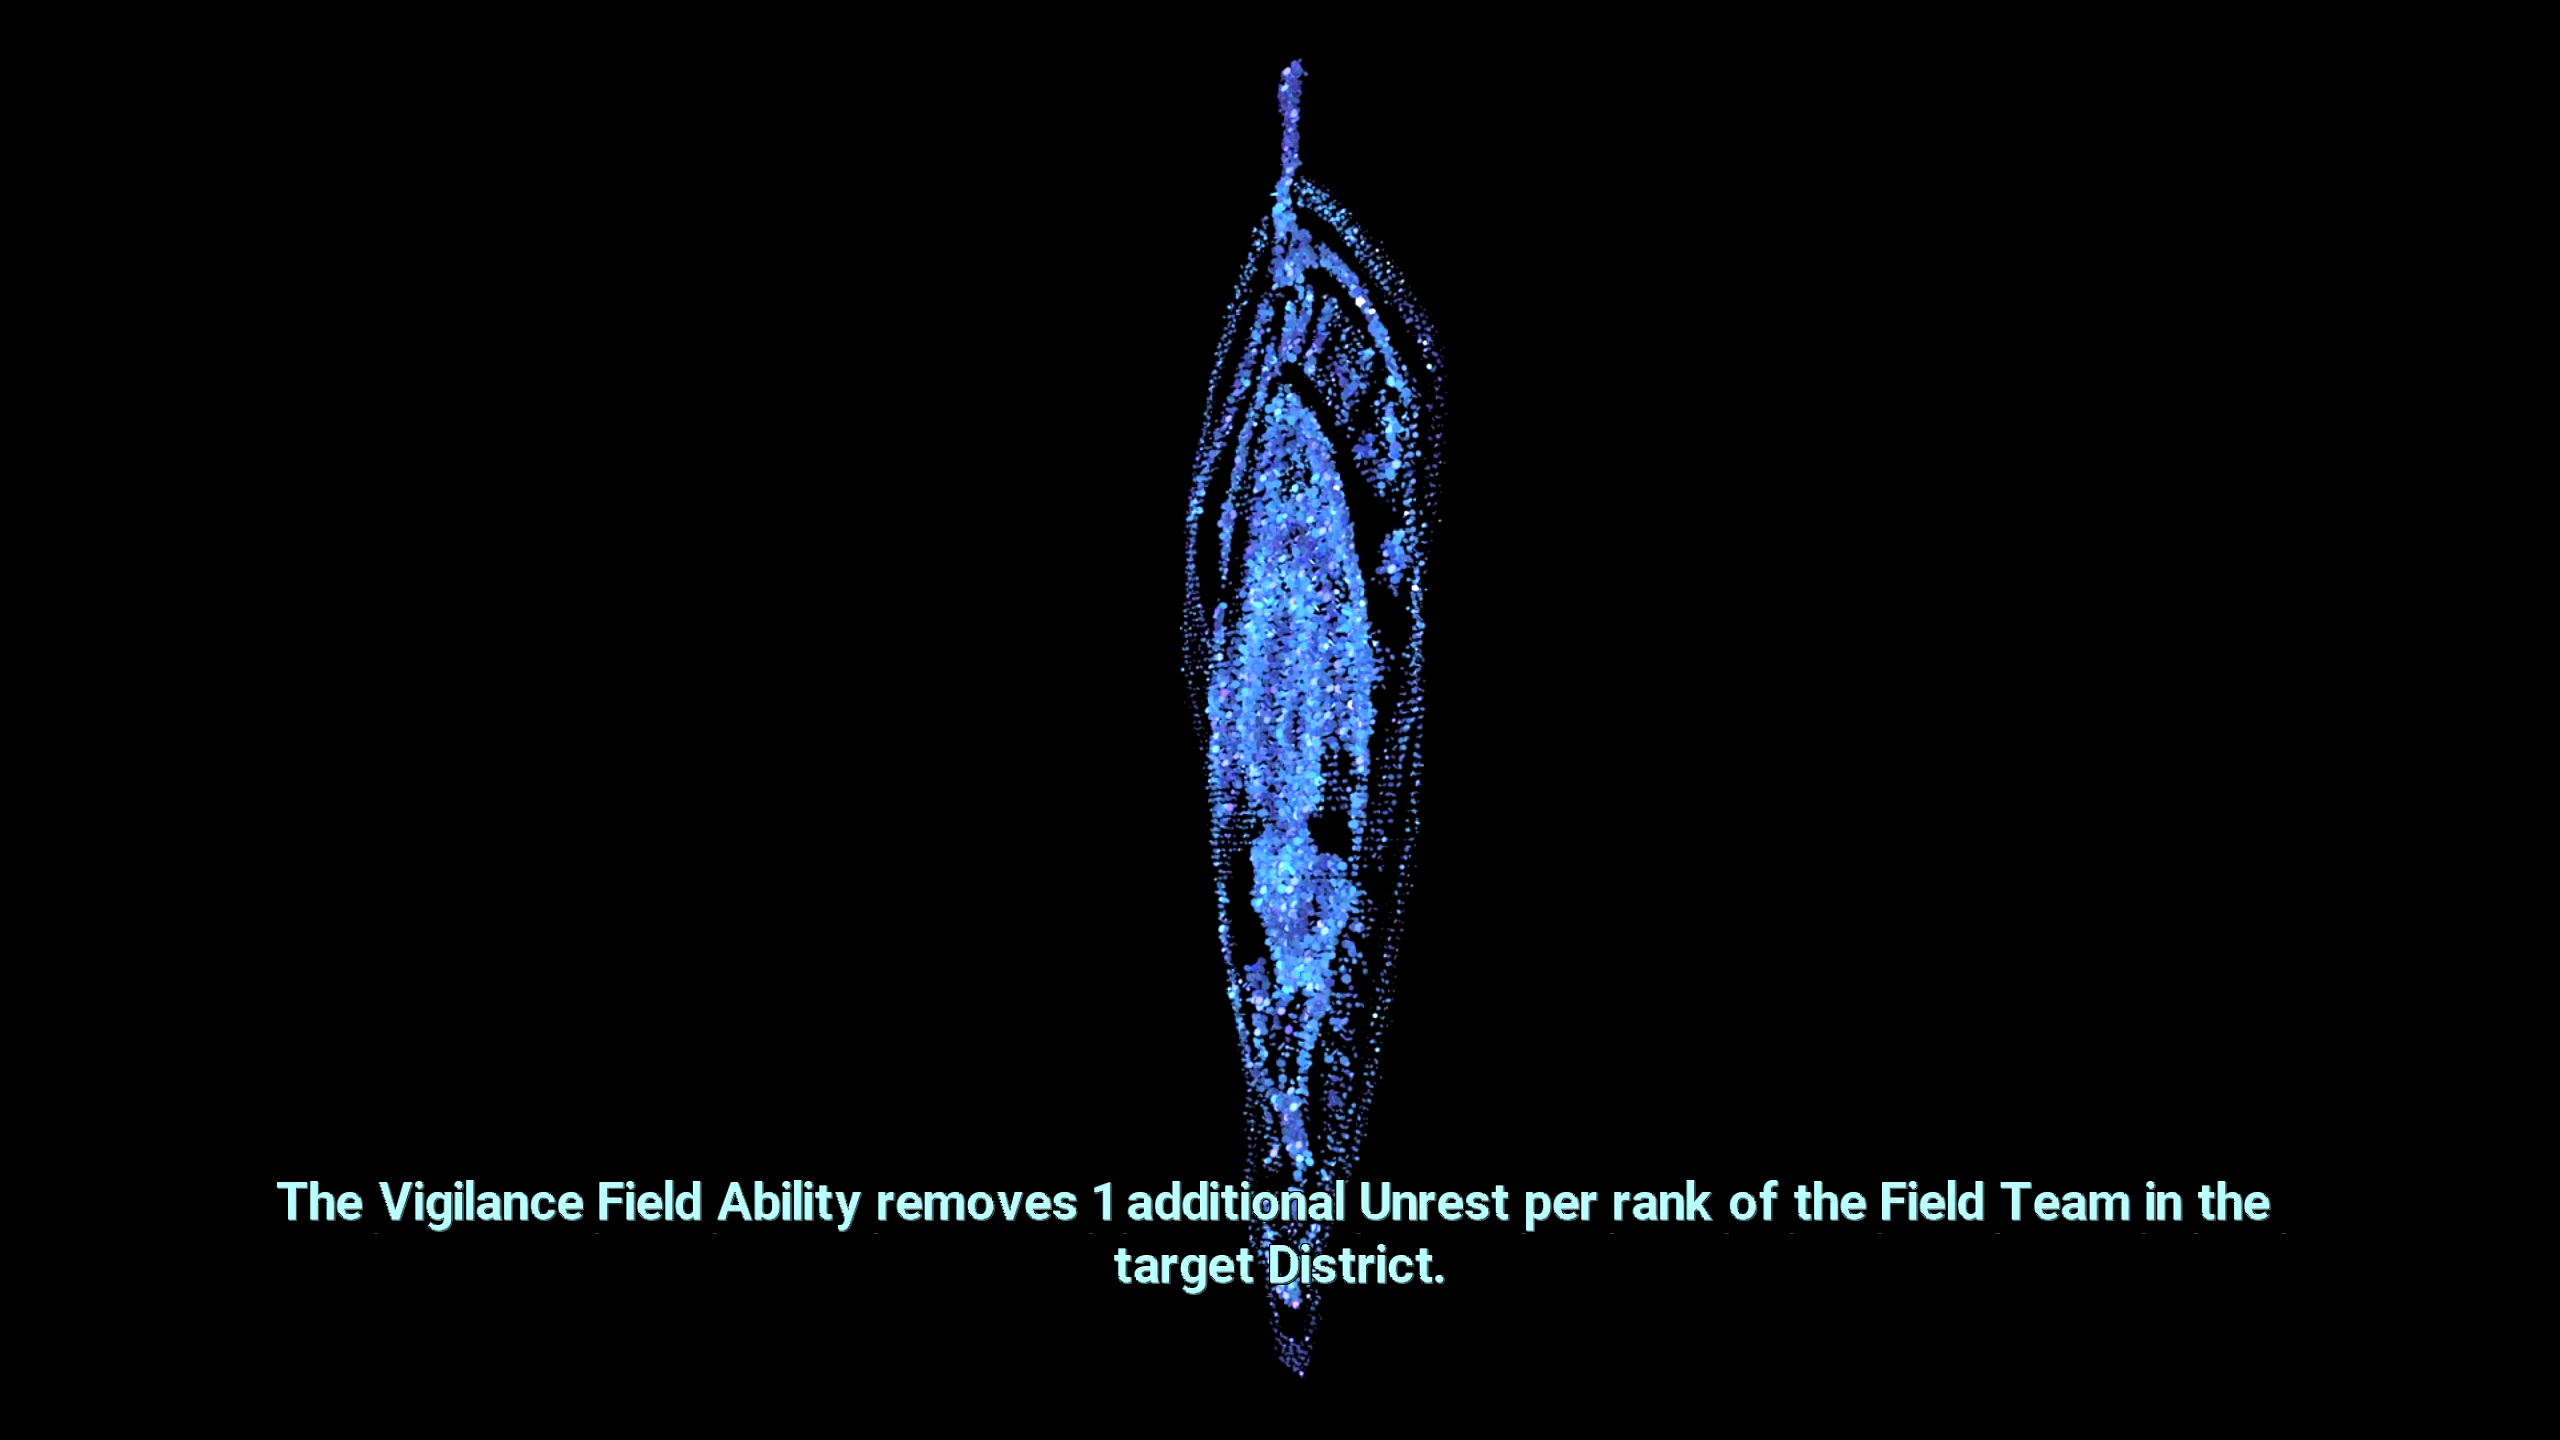 The Vigilance Field Ability removes 1 additional Unrest per rank of the Field Team in the
target District.